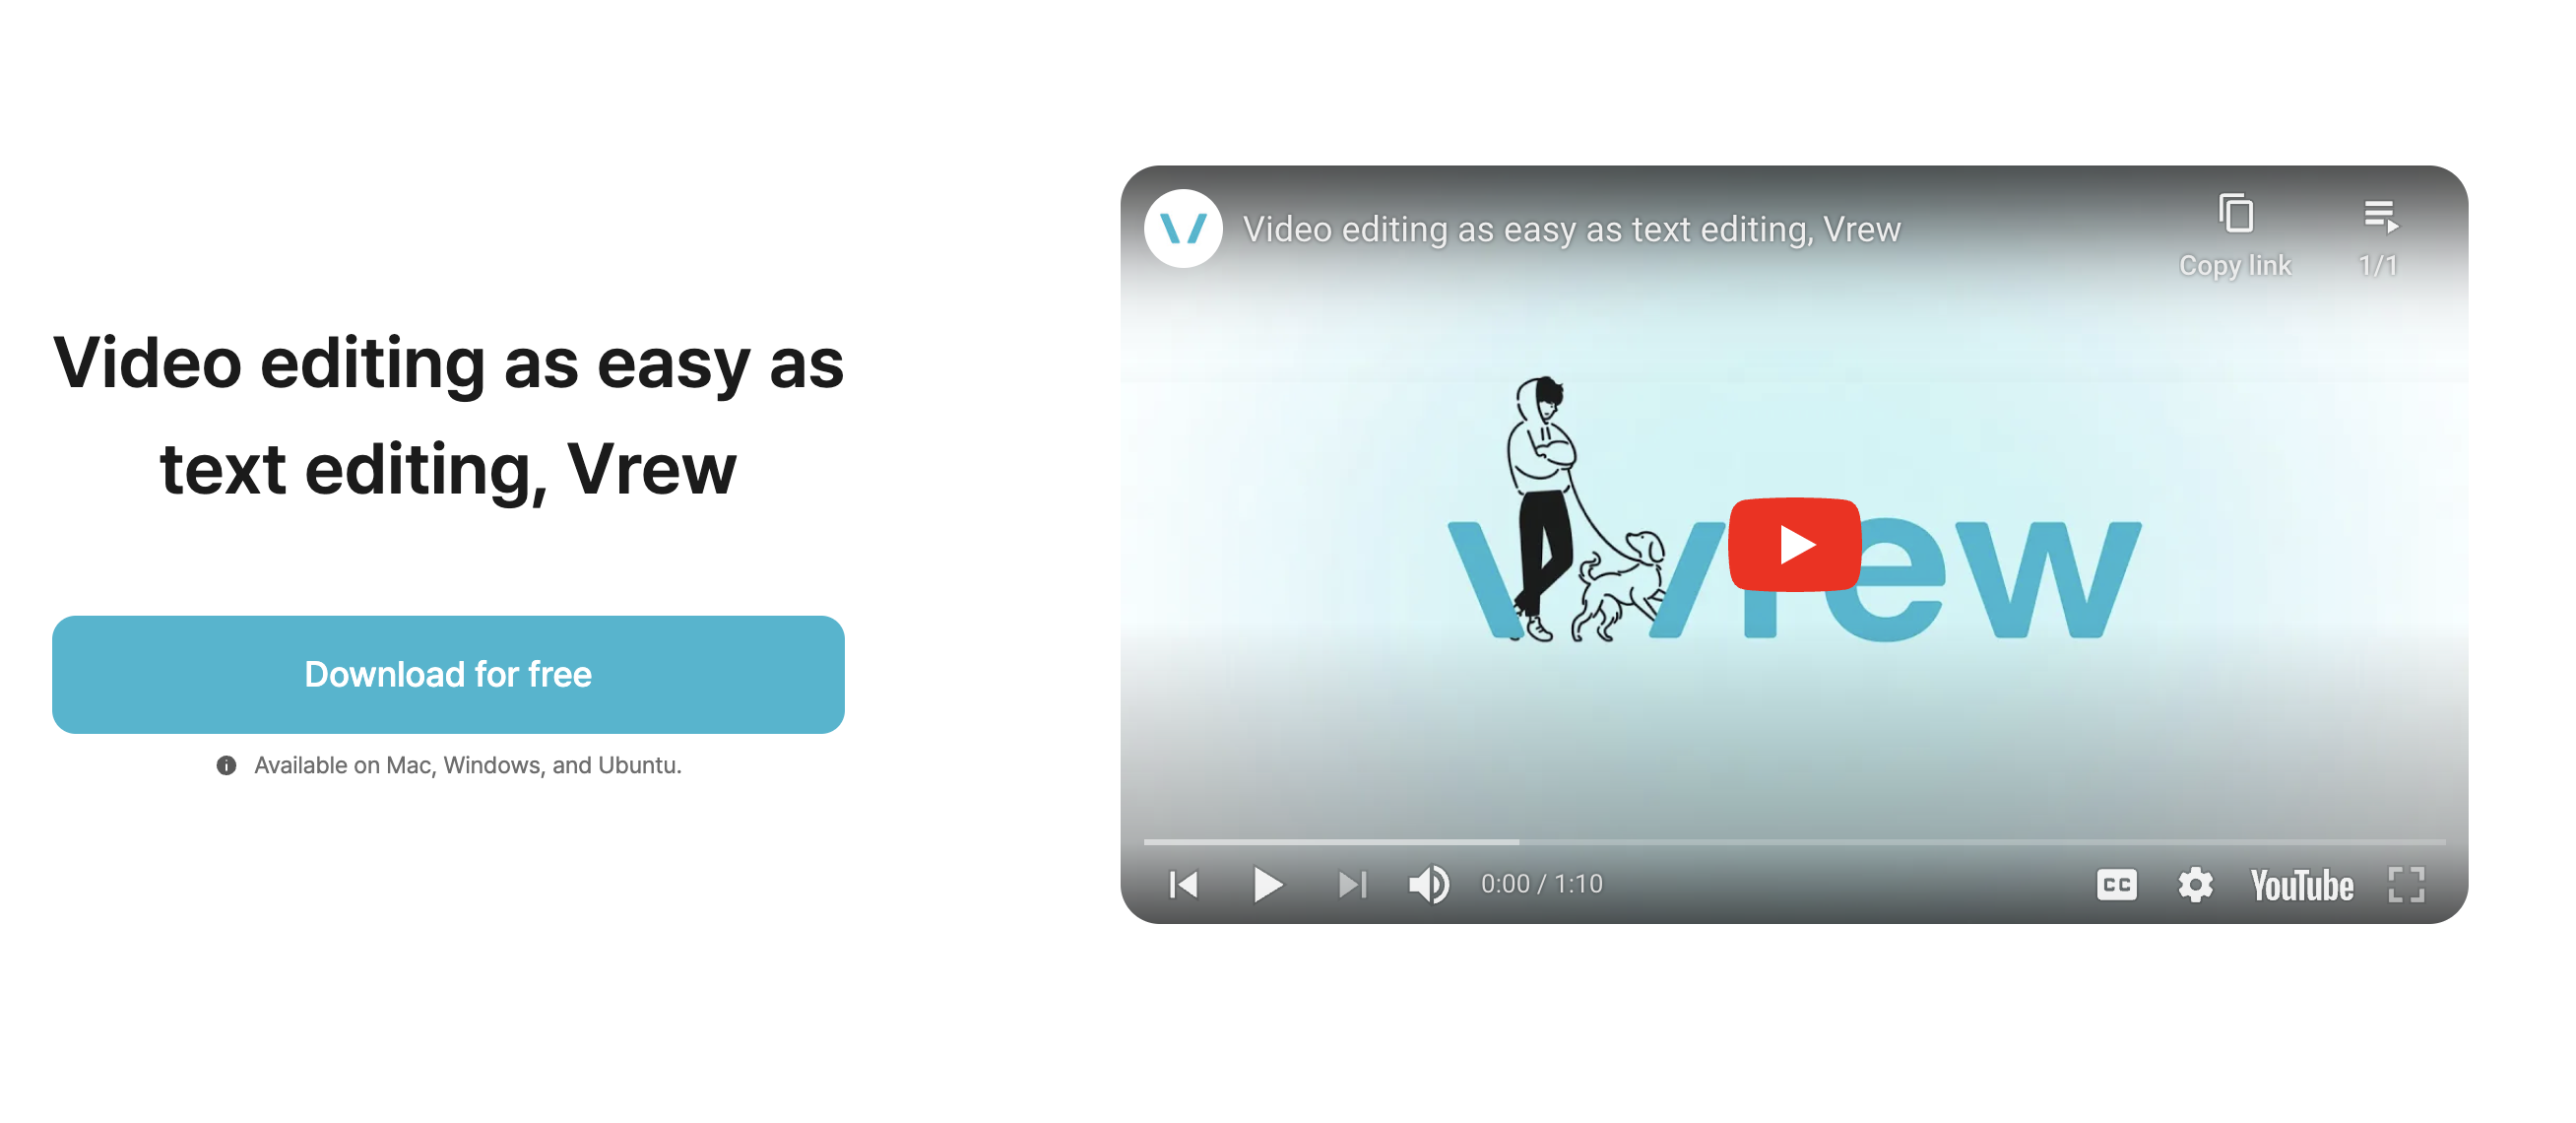 Video editing as easy as
text editing, Vrew
Download for free
Available on Mac, Windows, and Ubuntu.
Video editing as easy as text editing, Vrew
Copy link
1/1
Vrew
0:00 / 1:10
CC
YouTube